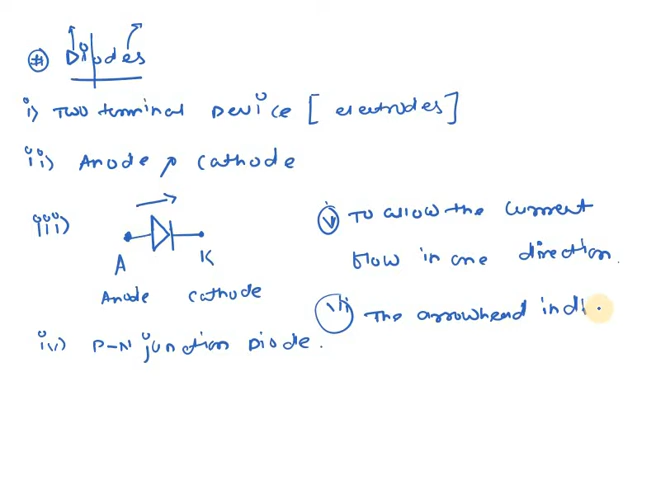 # Diodes
i) Two terminal Device [electrodes]
ii) Anode, Cathode
iii)
A K
Anode Cathode
iv) P-N junction Diode.
v) To allow the current
flow in one direction.
vi) The arrowhead indi